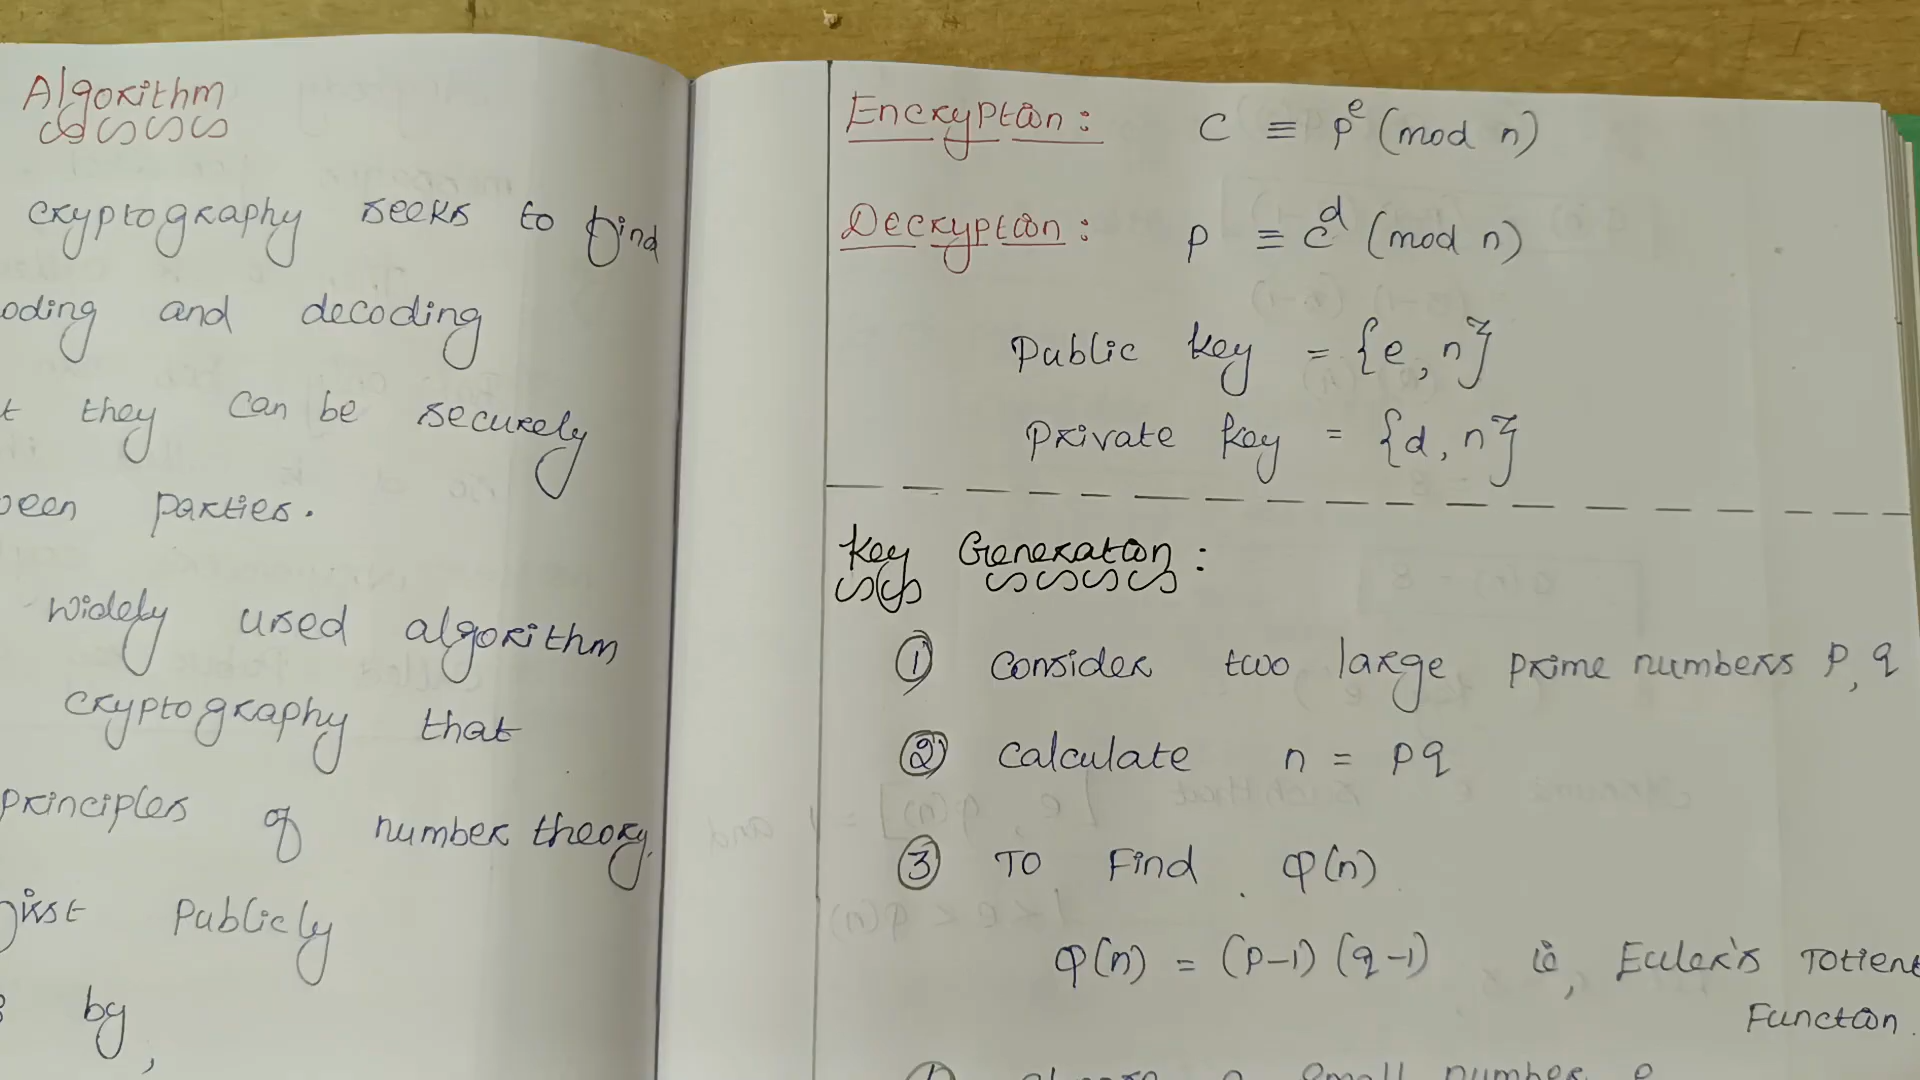 Algorithm
cryptography seeks to find
oding and decoding
t they can be securely
een parties.
widely used algorithm
cryptography that
principles of number theory.
irst Publicly
by,
Encryption: C ≡ P^e (mod n)
Decryption: P ≡ C^d (mod n)
Public key = {e, n}
Private key = {d, n}
Key Generation:
① Consider two large prime numbers P, q
② Calculate n = Pq
③ To Find φ(n)
φ(n) = (P-1) (q-1) ie, Euler's Totient
Function.
a small number e